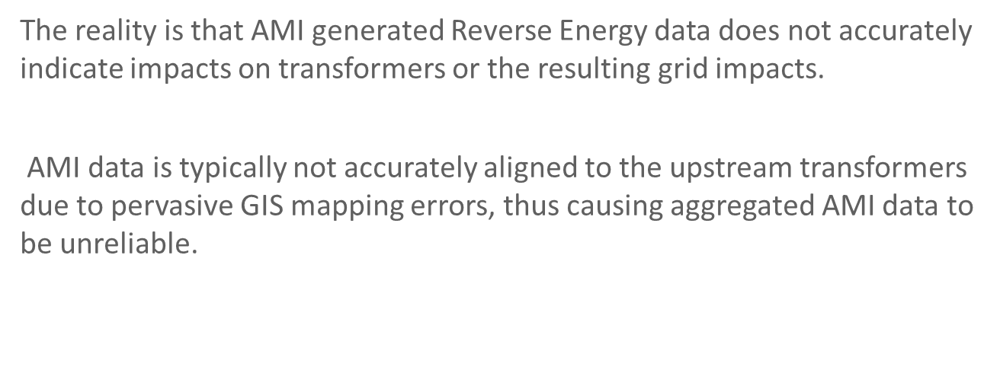 The reality is that AMI generated Reverse Energy data does not accurately
indicate impacts on transformers or the resulting grid impacts.
AMI data is typically not accurately aligned to the upstream transformers
due to pervasive GIS mapping errors, thus causing aggregated AMI data to
be unreliable.